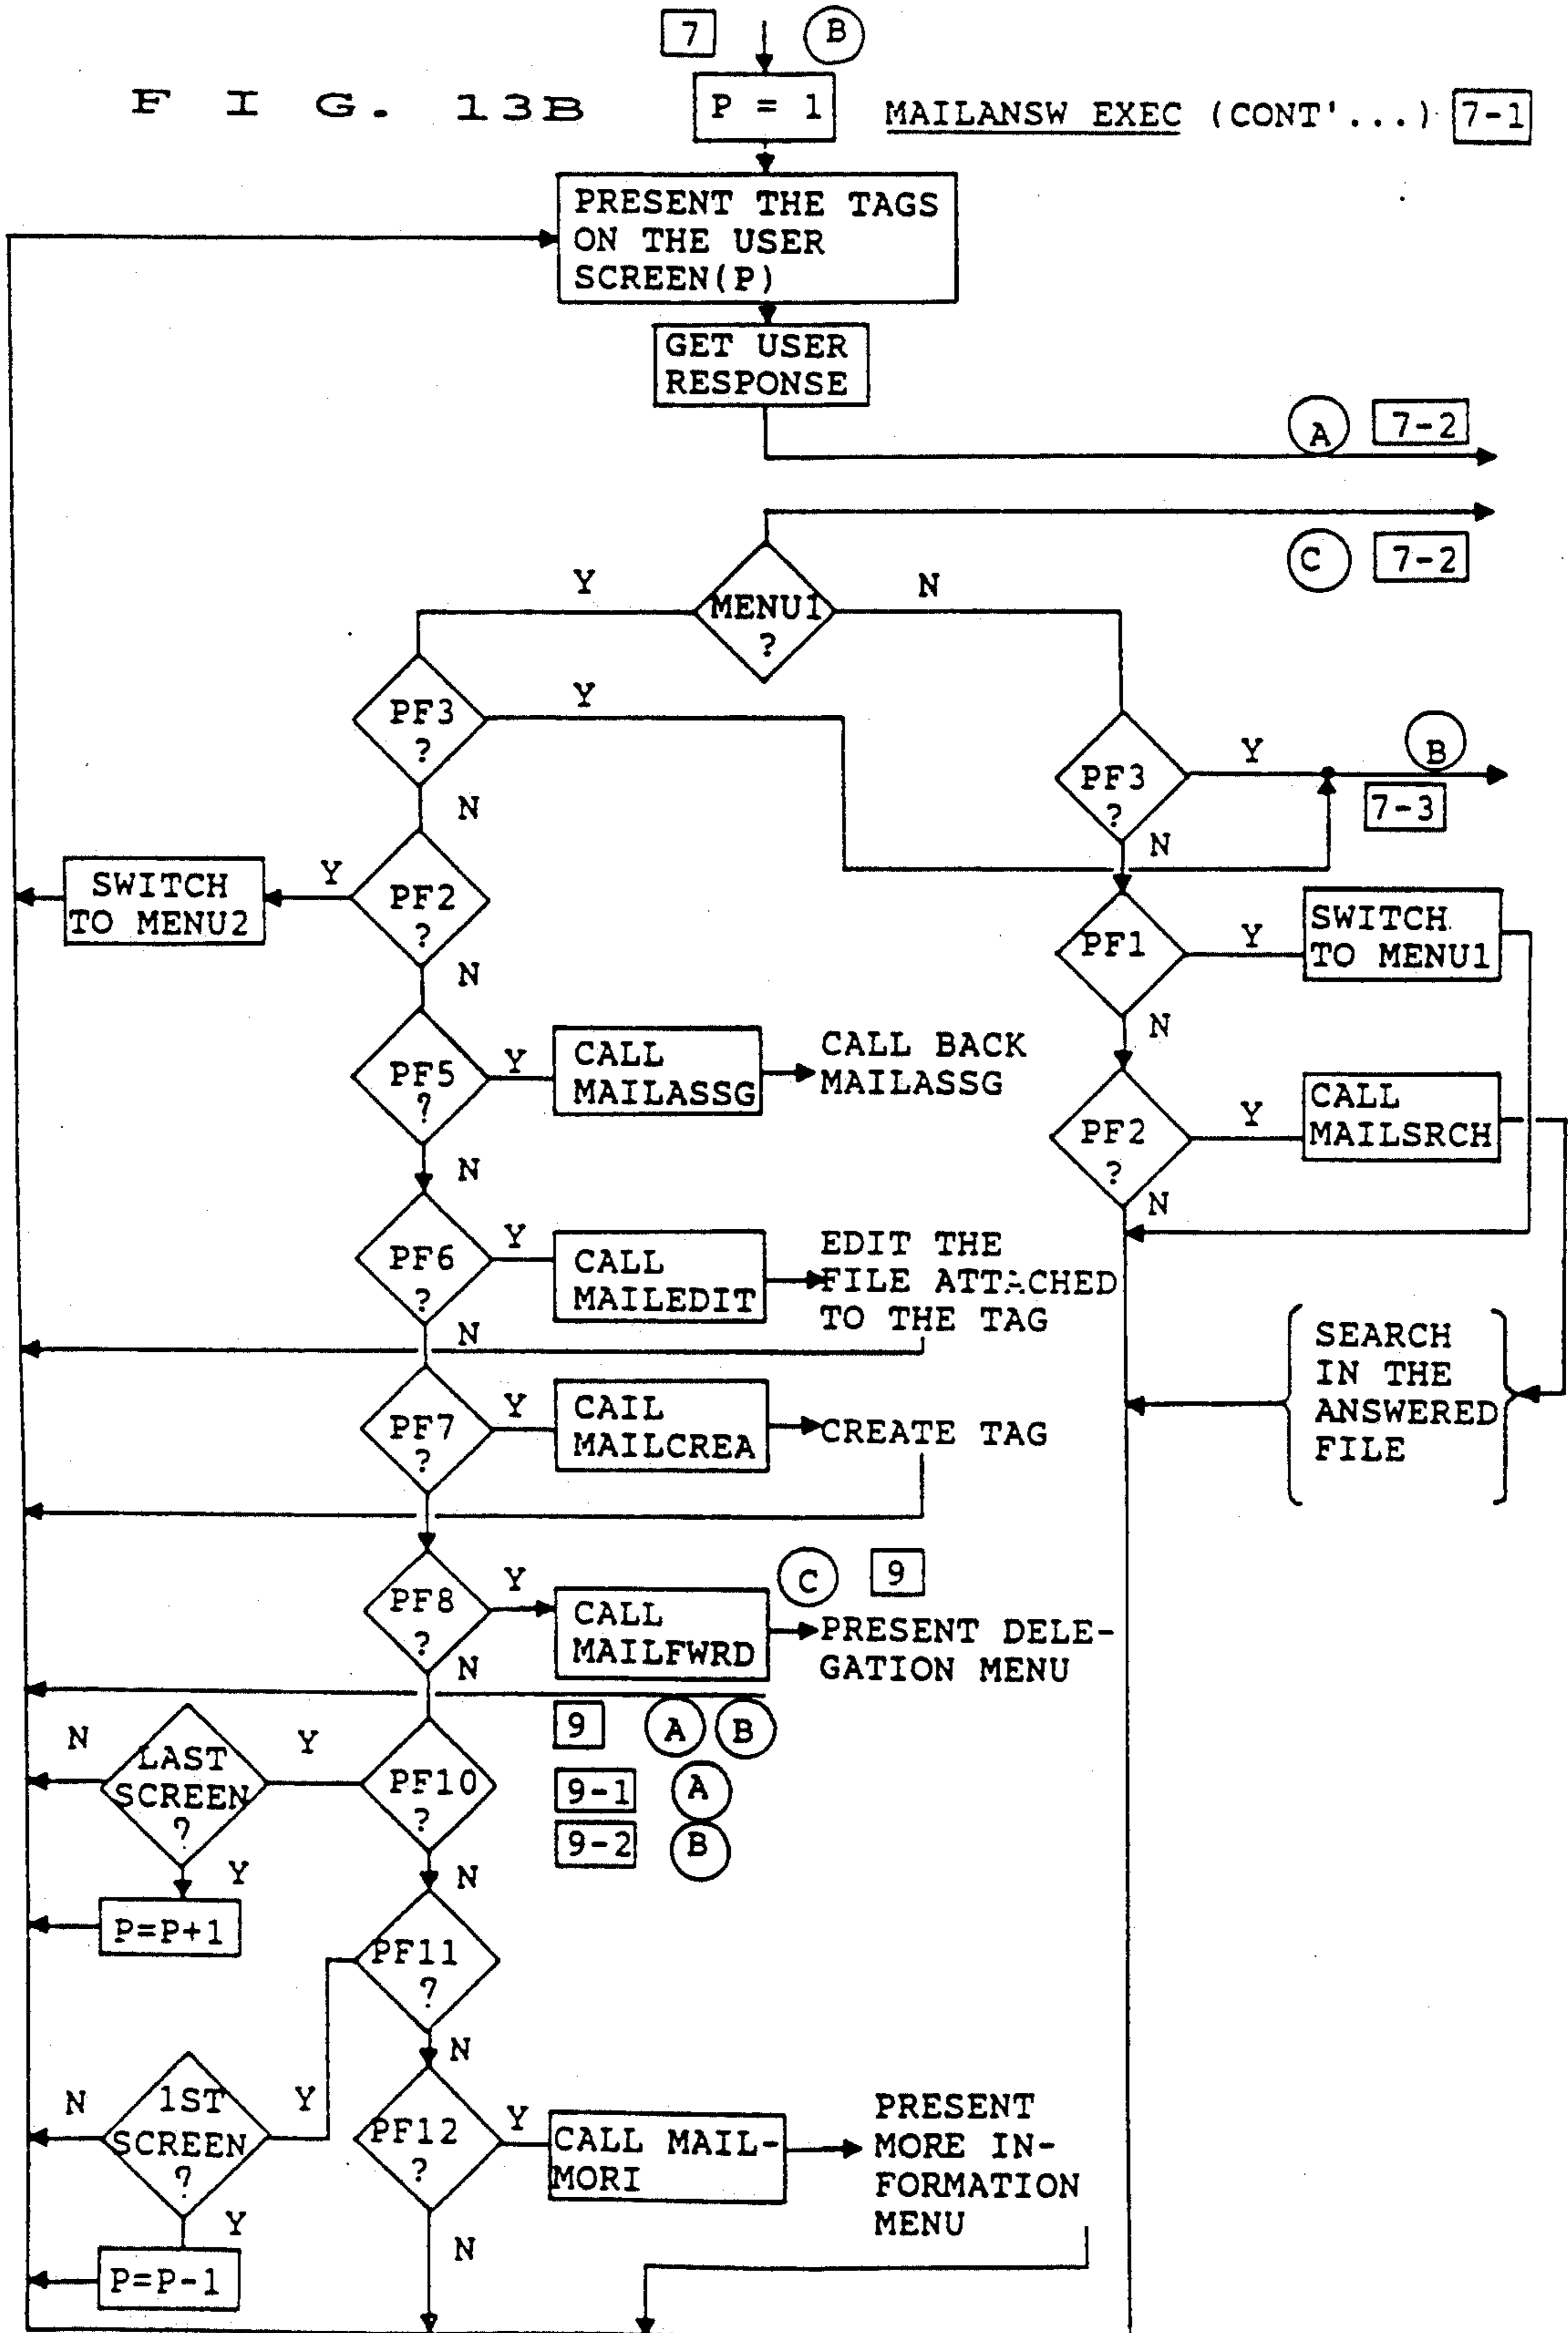 7
B
F I G. 13B
P = 1
MAILANSW EXEC (CONT'...)
7-1
PRESENT THE TAGS
ON THE USER
SCREEN(P)
GET USER
RESPONSE
A
7-2
C
7-2
Y
MENU1
?
N
PF3
?
Y
N
PF3
?
Y
B
7-3
N
SWITCH
TO MENU2
Y
PF2
?
N
PF1
Y
SWITCH
TO MENU1
N
PF5
?
Y
CALL
MAILASSG
CALL BACK
MAILASSG
N
PF2
?
Y
CALL
MAILSRCH
N
PF6
?
Y
CALL
MAILEDIT
EDIT THE
FILE ATTACHED
TO THE TAG
N
SEARCH
IN THE
ANSWERED
FILE
PF7
?
Y
CAIL
MAILCREA
CREATE TAG
PF8
?
Y
CALL
MAILFWRD
C
9
PRESENT DELE-
GATION MENU
N
9
A
B
9-1
A
9-2
B
N
LAST
SCREEN
?
Y
PF10
?
Y
P=P+1
N
PF11
?
N
N
1ST
SCREEN
?
Y
PF12
?
Y
CALL MAIL-
MORI
PRESENT
MORE IN-
FORMATION
MENU
Y
P=P-1
N